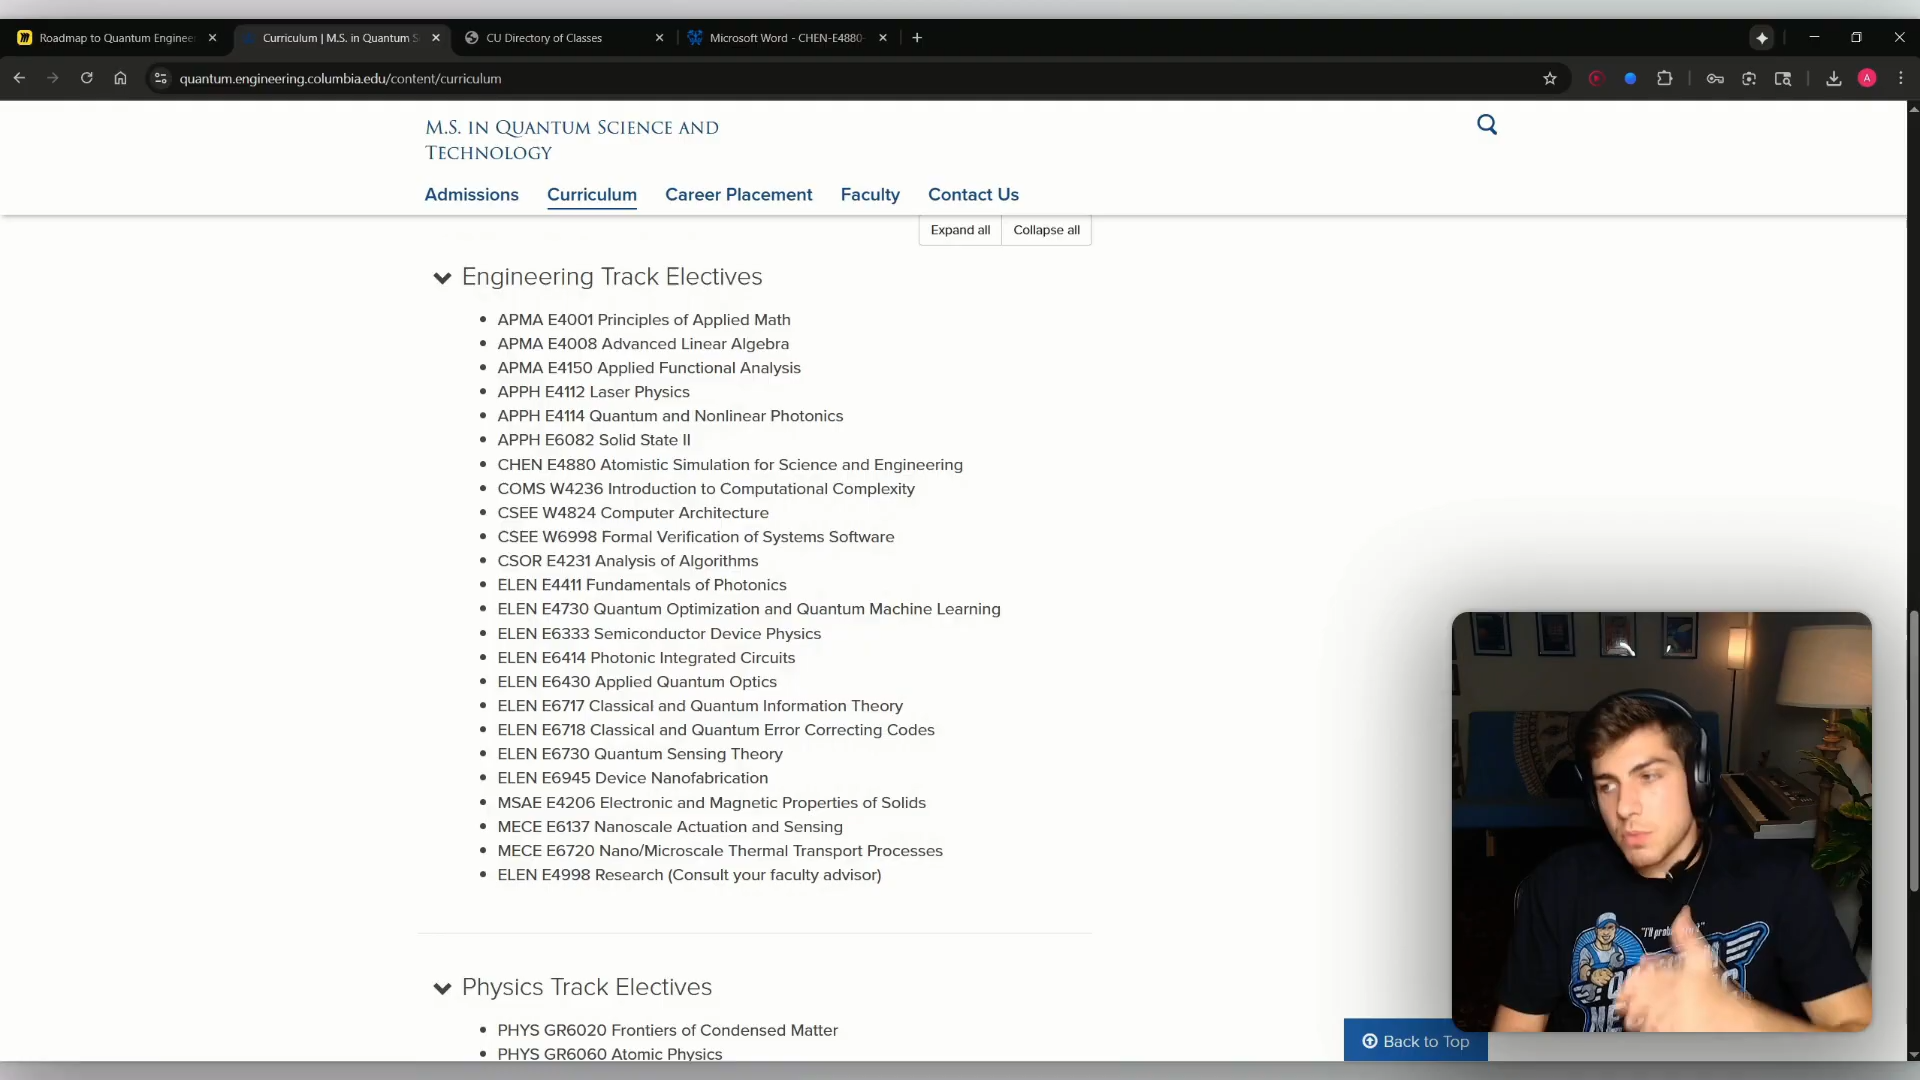 Roadmap to Quantum Enginee
Curriculum | M.S. in Quantum S
CU Directory of Classes
Microsoft Word - CHEN-E4880-
quantum.engineering.columbia.edu/content/curriculum
A
M.S. in Quantum Science and
Technology
Admissions
Curriculum
Career Placement
Faculty
Contact Us
Expand all
Collapse all
Engineering Track Electives
APMA E4001 Principles of Applied Math
APMA E4008 Advanced Linear Algebra
APMA E4150 Applied Functional Analysis
APPH E4112 Laser Physics
APPH E4114 Quantum and Nonlinear Photonics
APPH E6082 Solid State II
CHEN E4880 Atomistic Simulation for Science and Engineering
COMS W4236 Introduction to Computational Complexity
CSEE W4824 Computer Architecture
CSEE W6998 Formal Verification of Systems Software
CSOR E4231 Analysis of Algorithms
ELEN E4411 Fundamentals of Photonics
ELEN E4730 Quantum Optimization and Quantum Machine Learning
ELEN E6333 Semiconductor Device Physics
ELEN E6414 Photonic Integrated Circuits
ELEN E6430 Applied Quantum Optics
ELEN E6717 Classical and Quantum Information Theory
ELEN E6718 Classical and Quantum Error Correcting Codes
ELEN E6730 Quantum Sensing Theory
ELEN E6945 Device Nanofabrication
MSAE E4206 Electronic and Magnetic Properties of Solids
MECE E6137 Nanoscale Actuation and Sensing
MECE E6720 Nano/Microscale Thermal Transport Processes
ELEN E4998 Research (Consult your faculty advisor)
Physics Track Electives
PHYS GR6020 Frontiers of Condensed Matter
PHYS GR6060 Atomic Physics
Back to Top